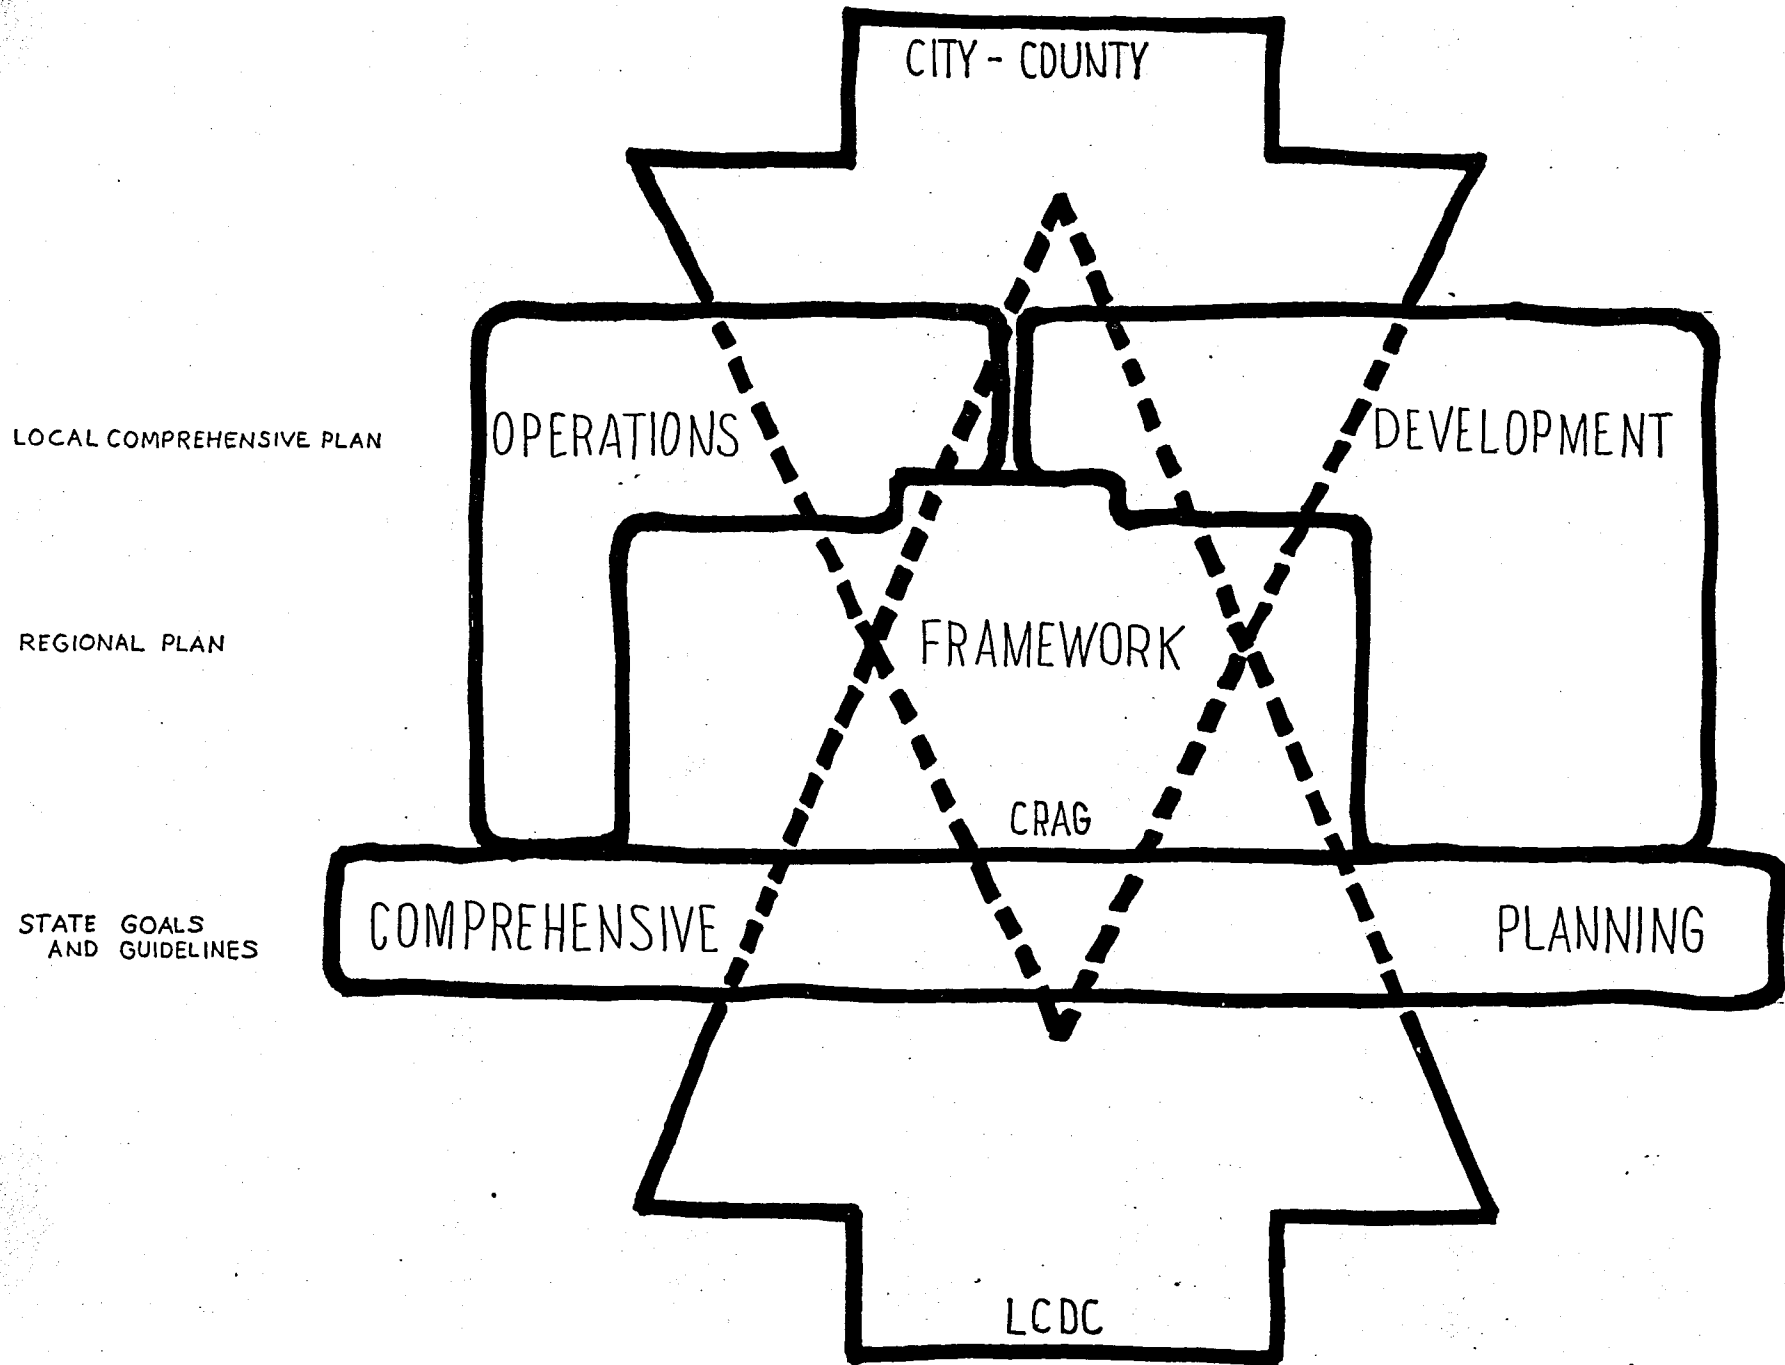 CITY - COUNTY
LOCAL COMPREHENSIVE PLAN
OPERATIONS
DEVELOPMENT
REGIONAL PLAN
FRAMEWORK
CRAG
STATE GOALS
AND GUIDELINES
COMPREHENSIVE
PLANNING
LCDC